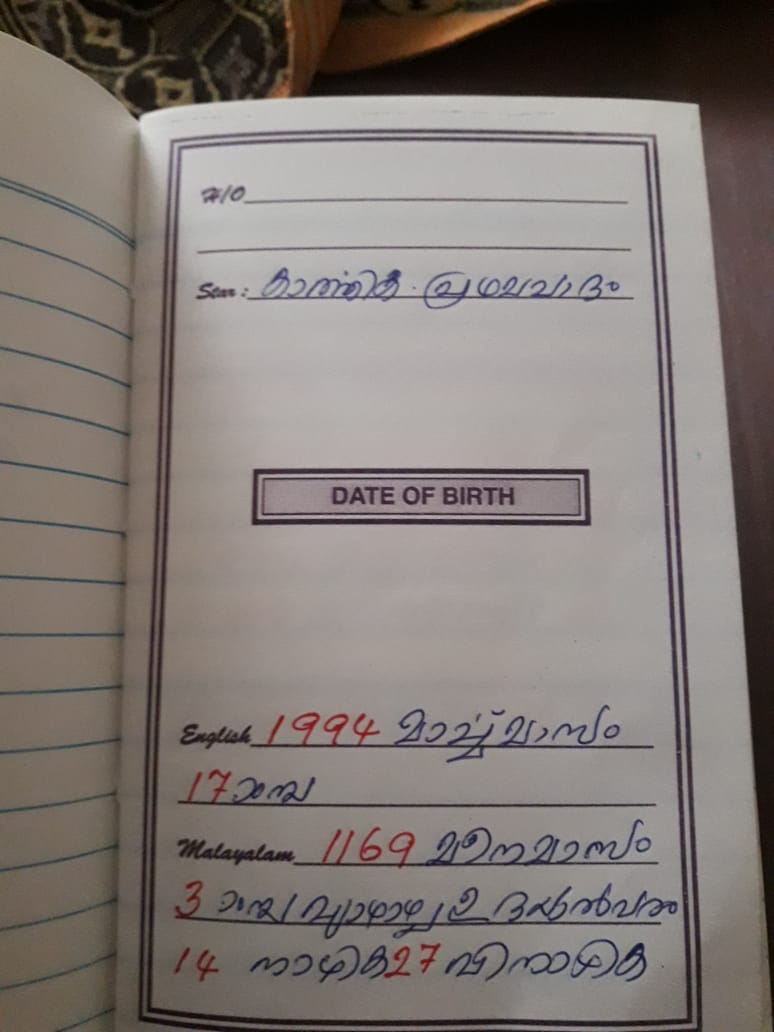 H/O
Star : കാർത്തിക പ്രഥമപാദം
DATE OF BIRTH
English 1994 മാർച്ച് മാസം
17 ാംനു
Malayalam 1169 മീനമാസം
3 ാംനു വ്യാഴാഴ്ച ഉദയാൽപരം
14 നാഴിക 27 വിനാഴിക